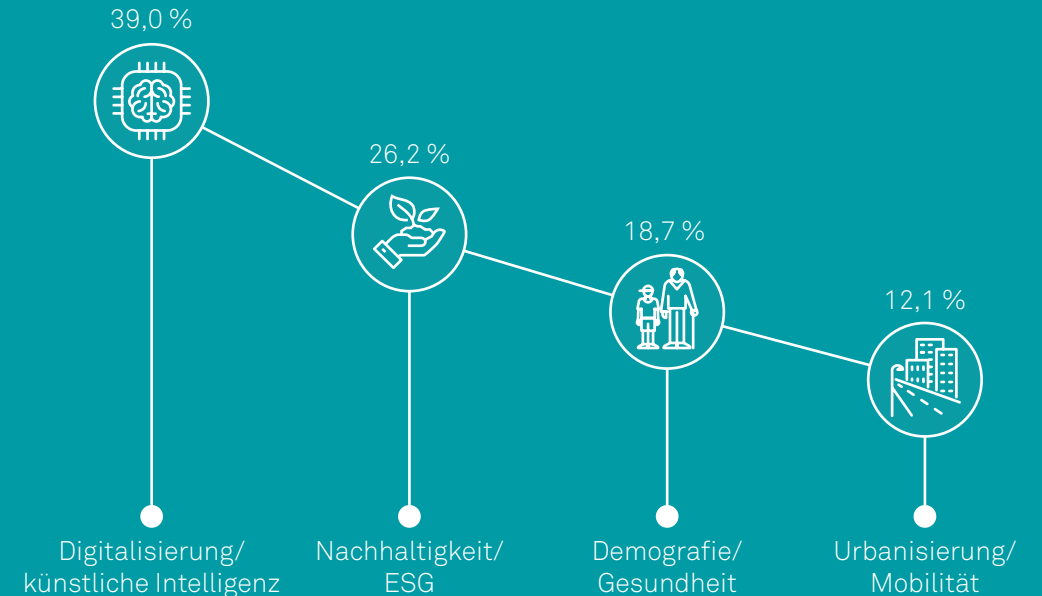 39,0 %
26,2 %
18,7 %
12,1 %
Digitalisierung/
künstliche Intelligenz
Nachhaltigkeit/
ESG
Demografie/
Gesundheit
Urbanisierung/
Mobilität